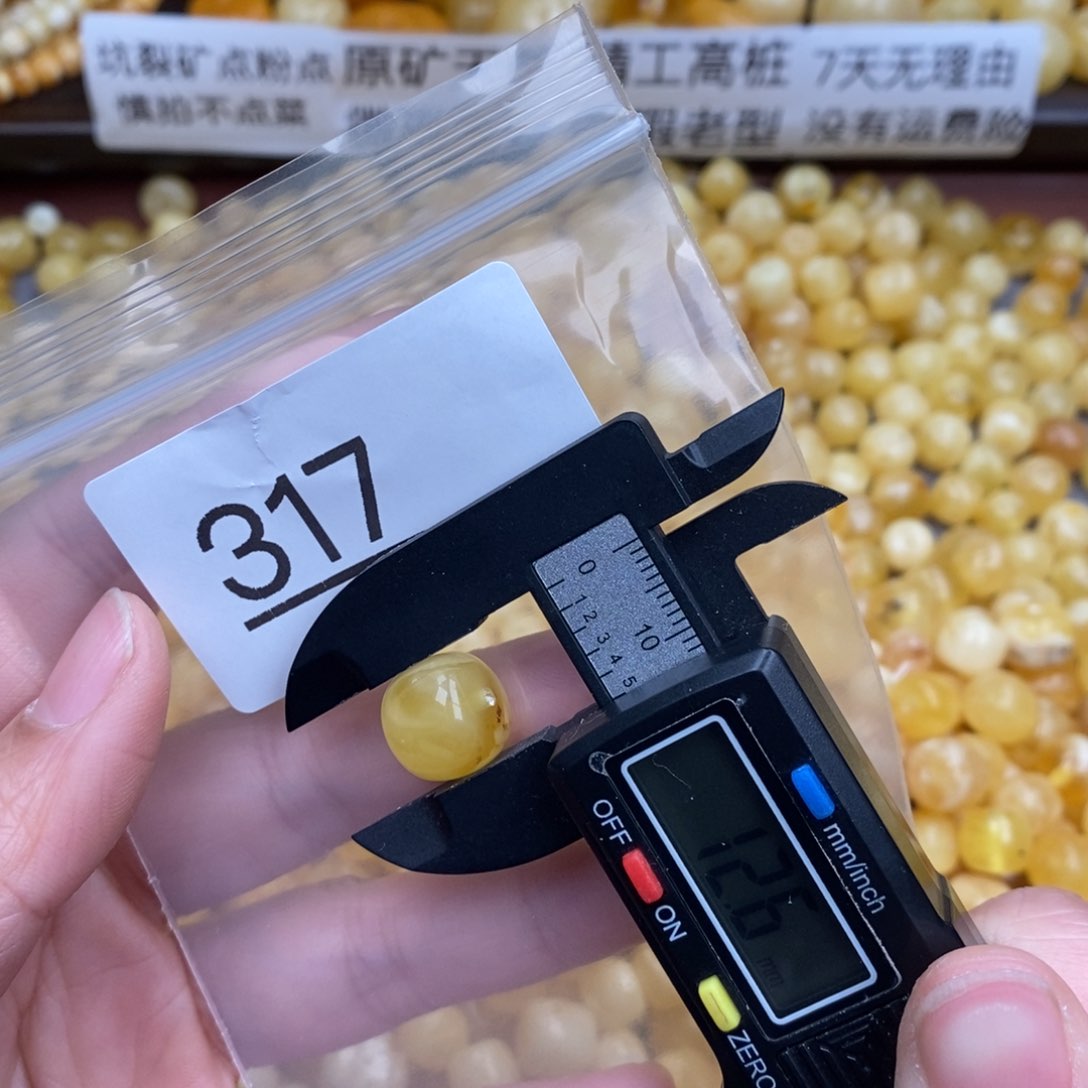 坑裂矿点粉点 原矿 精工高桩 7天无理由
慎拍不点蓝 老型 没有运费险
317
0 10
1 2 3 4 5
OFF ON
mm/inch
12.6 mm
ZERO